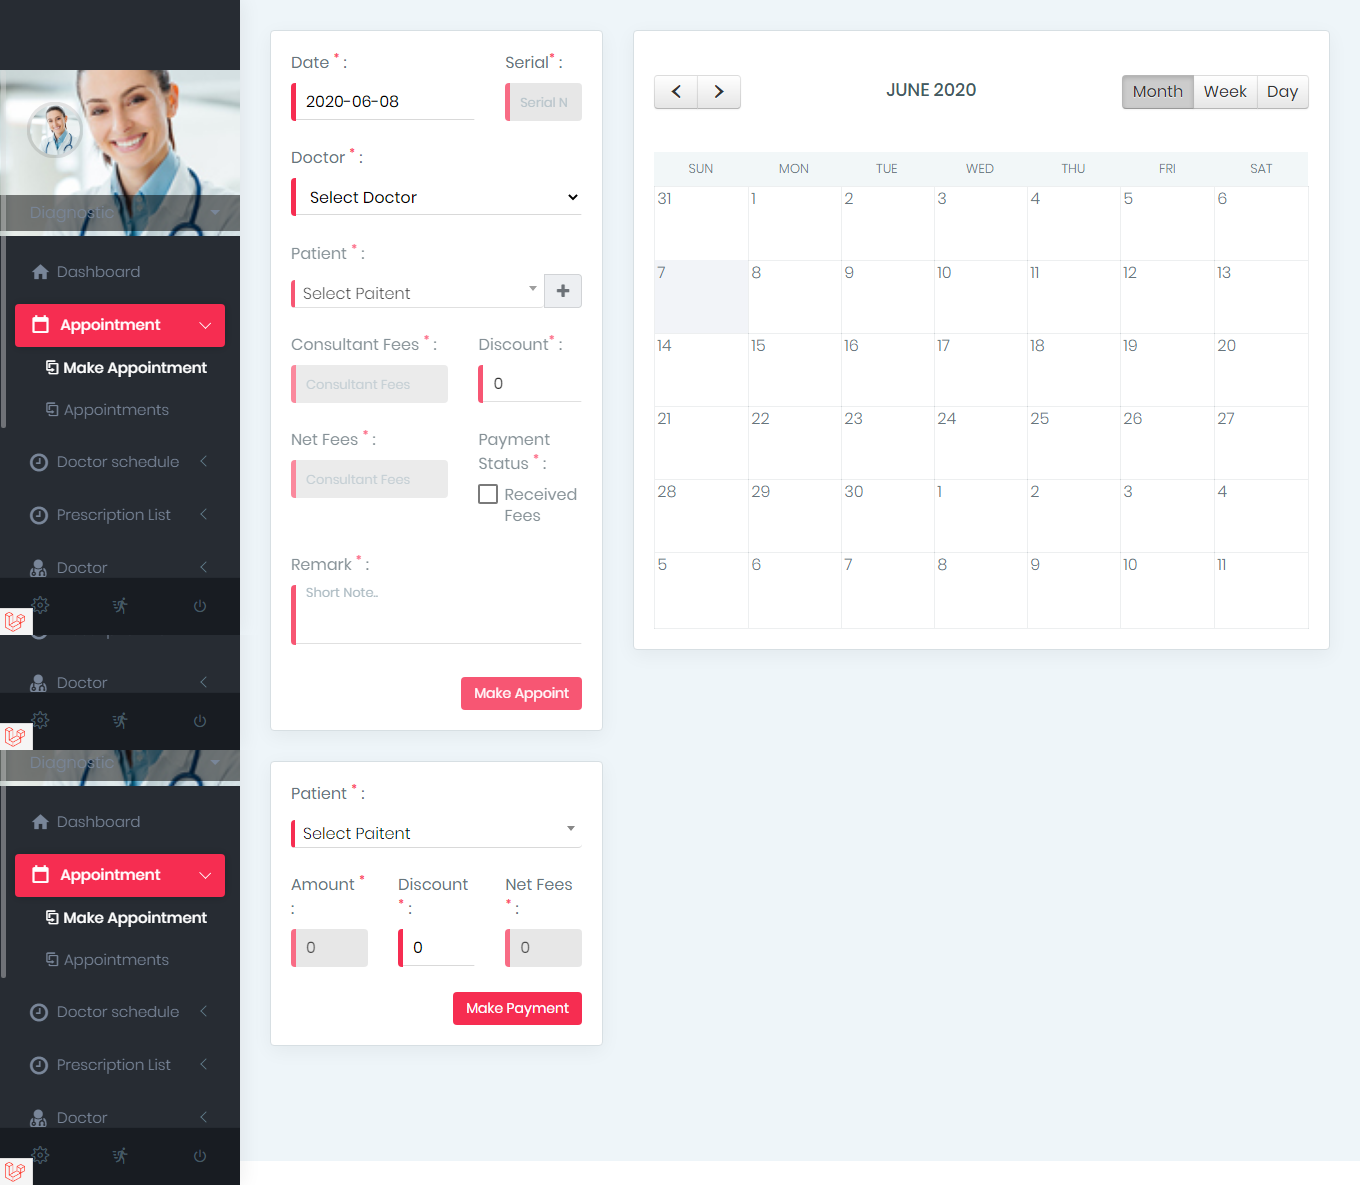 Diagnostic
Dashboard
Appointment
Make Appointment
Appointments
Doctor schedule
Prescription List
Doctor
Doctor
Diagnostic
Dashboard
Appointment
Make Appointment
Appointments
Doctor schedule
Prescription List
Doctor
Date * : Serial* :
2020-06-08 Serial N
Doctor * :
Select Doctor
Patient * :
Select Paitent
Consultant Fees * : Discount* :
Consultant Fees 0
Net Fees * : Payment
Status * :
Consultant Fees
Received
Fees
Remark * :
Short Note..
Make Appoint
Patient * :
Select Paitent
Amount * Discount Net Fees
: * : * :
0 0 0
Make Payment
JUNE 2020
Month Week Day
SUN MON TUE WED THU FRI SAT
31 1 2 3 4 5 6
7 8 9 10 11 12 13
14 15 16 17 18 19 20
21 22 23 24 25 26 27
28 29 30 1 2 3 4
5 6 7 8 9 10 11